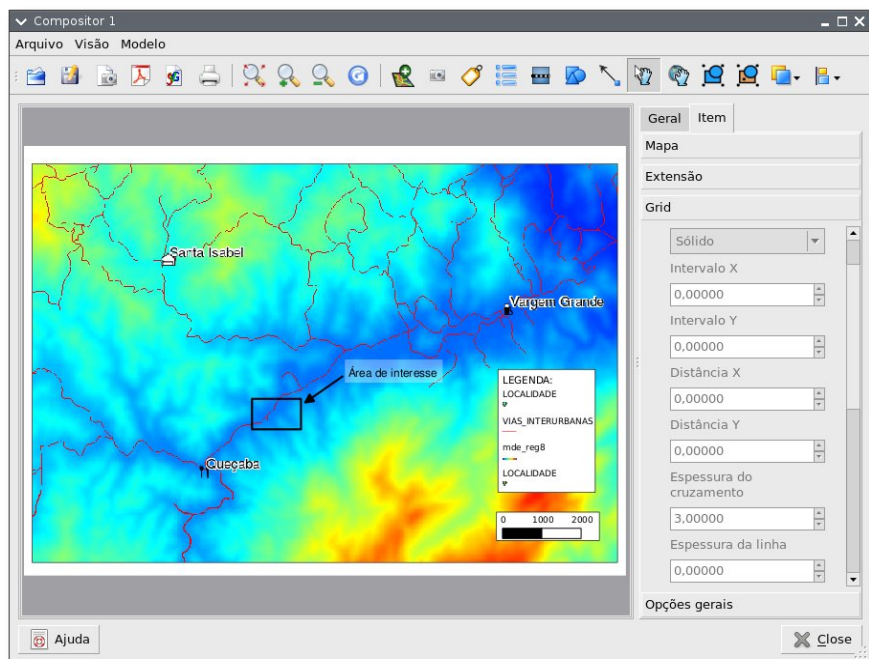 Compositor 1
Arquivo Visão Modelo
Geral Item
Mapa
Extensão
Grid
Sólido
Intervalo X
0,00000
Intervalo Y
0,00000
Distância X
0,00000
Distância Y
0,00000
Espessura do
cruzamento
3,00000
Espessura da linha
0,00000
Opções gerais
Santa Isabel
Vargem Grande
Área de interesse
Gueçaba
LEGENDA:
LOCALIDADE
VIAS_INTERURBANAS
mde_reg8
LOCALIDADE
0 1000 2000
Ajuda
Close